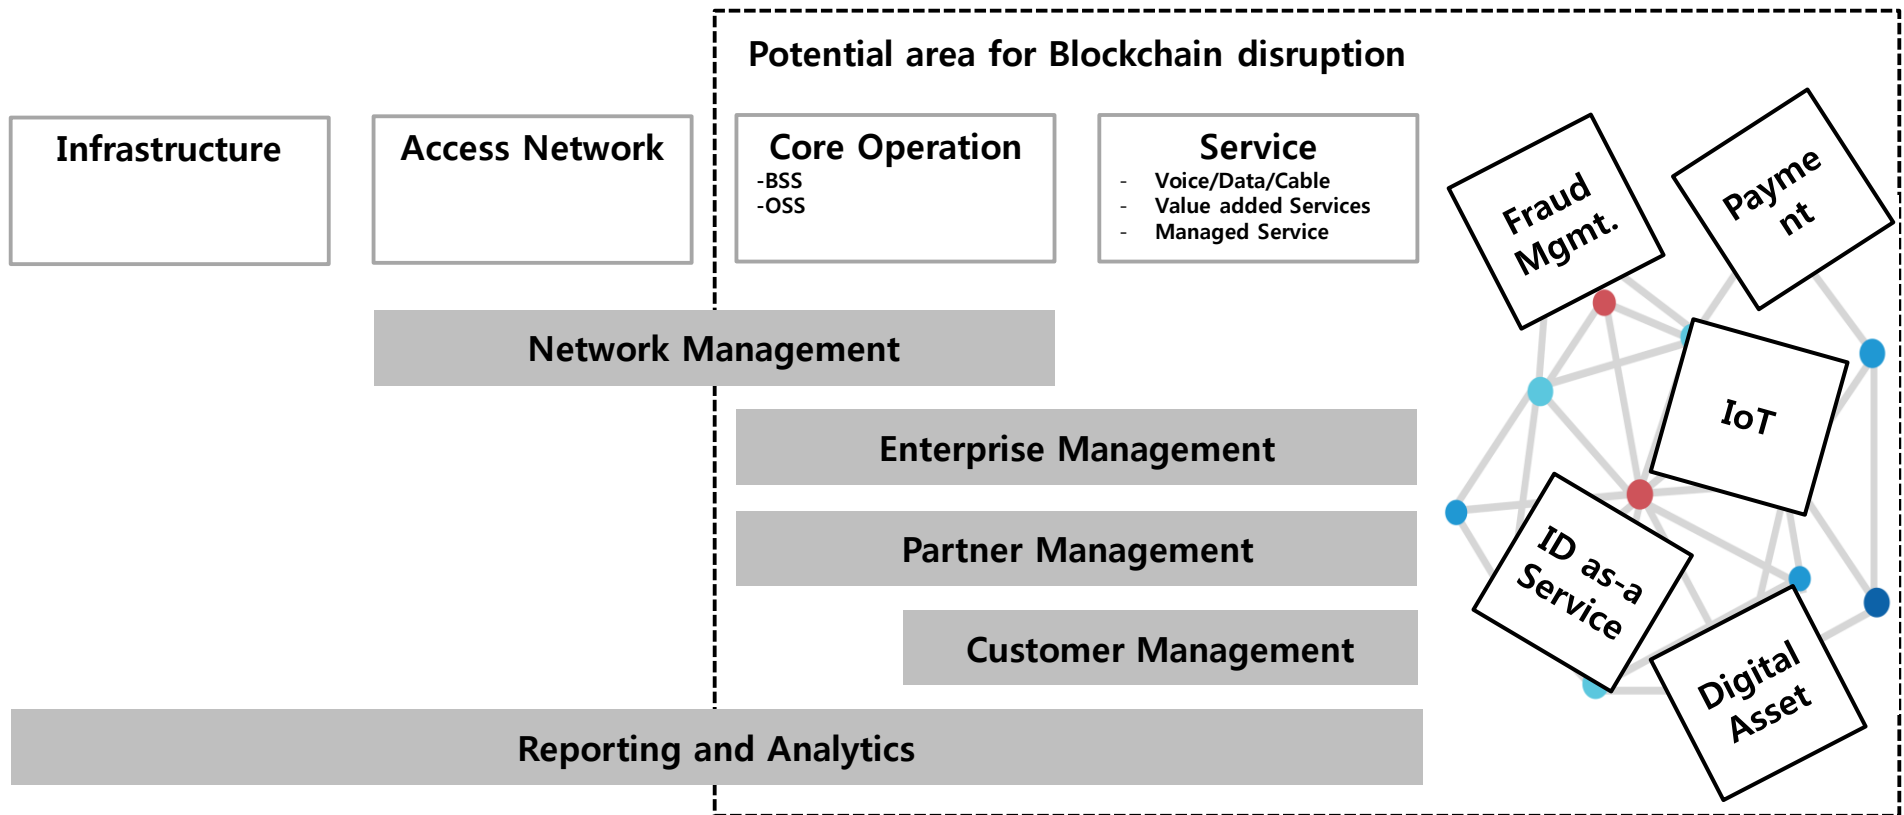 Potential area for Blockchain disruption
Infrastructure
Access Network
Core Operation
-BSS
-OSS
Service
- Voice/Data/Cable
- Value added Services
- Managed Service
Fraud
Mgmt.
Payme
nt
Network Management
IoT
Enterprise Management
Partner Management
ID as-a
Service
Customer Management
Digital
Asset
Reporting and Analytics